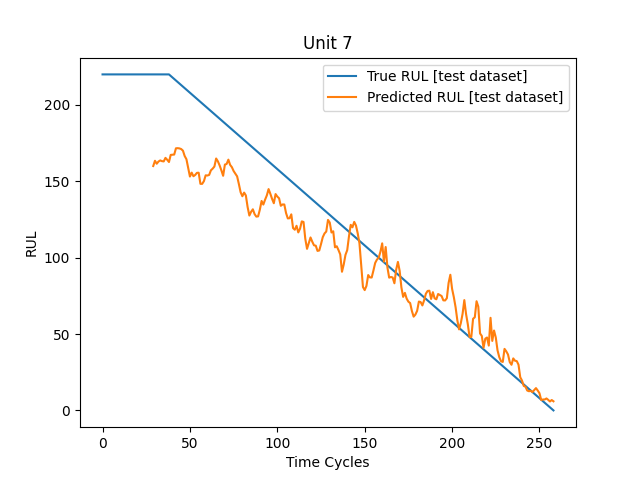 Unit 7
True RUL [test dataset]
Predicted RUL [test dataset]
RUL
200
150
100
50
0
0 50 100 150 200 250
Time Cycles